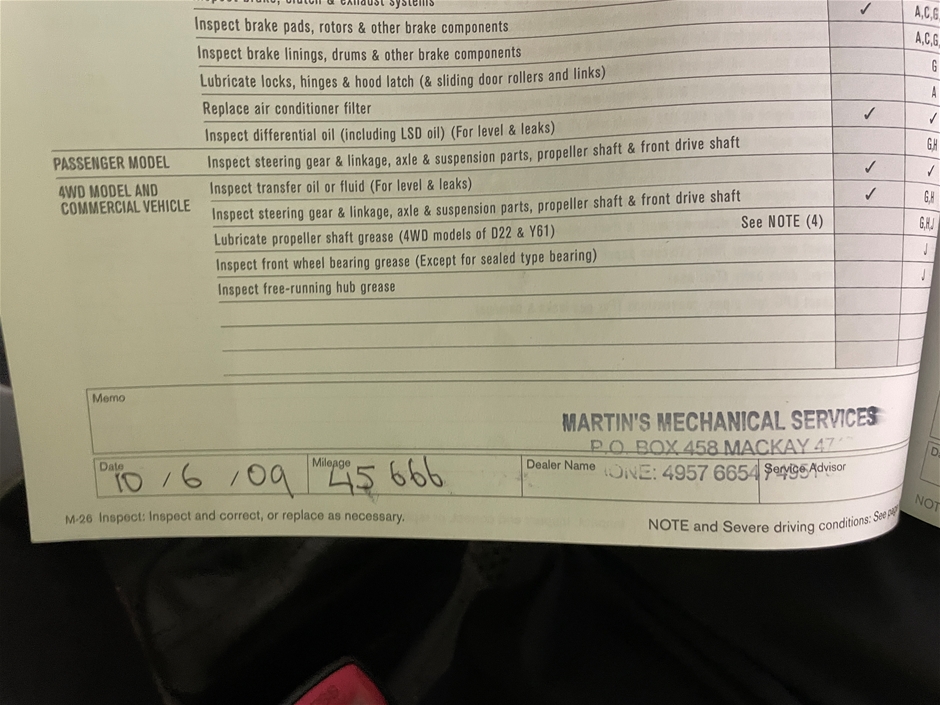 Inspect brake, clutch & exhaust systems
Inspect brake pads, rotors & other brake components ✓ A,C,G
Inspect brake linings, drums & other brake components A,C,G,
Lubricate locks, hinges & hood latch (& sliding door rollers and links) G
Replace air conditioner filter A
Inspect differential oil (including LSD oil) (For level & leaks) ✓ ✓
PASSENGER MODEL Inspect steering gear & linkage, axle & suspension parts, propeller shaft & front drive shaft G,H
4WD MODEL AND Inspect transfer oil or fluid (For level & leaks) ✓ ✓
COMMERCIAL VEHICLE Inspect steering gear & linkage, axle & suspension parts, propeller shaft & front drive shaft ✓ G,H
Lubricate propeller shaft grease (4WD models of D22 & Y61) See NOTE (4) G,H,J
Inspect front wheel bearing grease (Except for sealed type bearing) J
Inspect free-running hub grease J
Memo
MARTIN'S MECHANICAL SERVICES
P.O. BOX 458 MACKAY
Date 10 / 6 / 09 Mileage 45 666 Dealer Name 4957 6654 Service Advisor
M-26 Inspect: Inspect and correct, or replace as necessary.
NOTE and Severe driving conditions: See
NOT